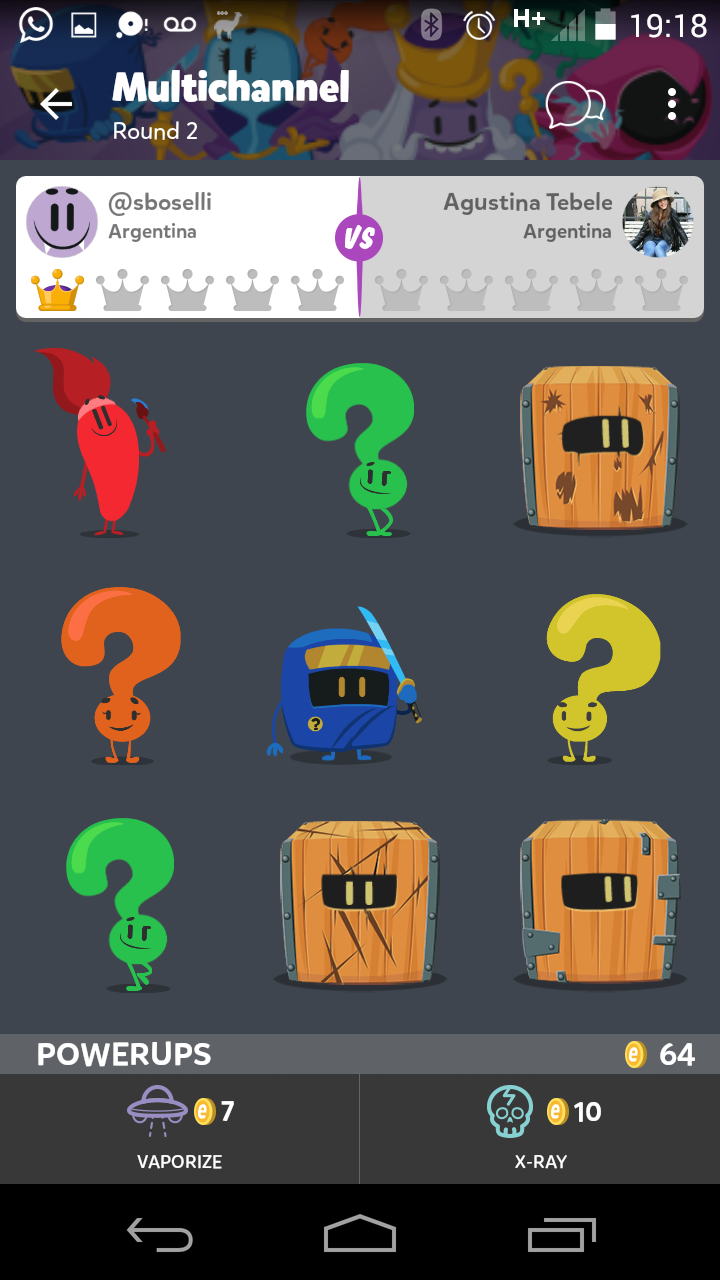 H+ 19:18
Multichannel
Round 2
@sboselli
Argentina
VS
Agustina Tebele
Argentina
POWERUPS
e 64
e 7
VAPORIZE
e 10
X-RAY